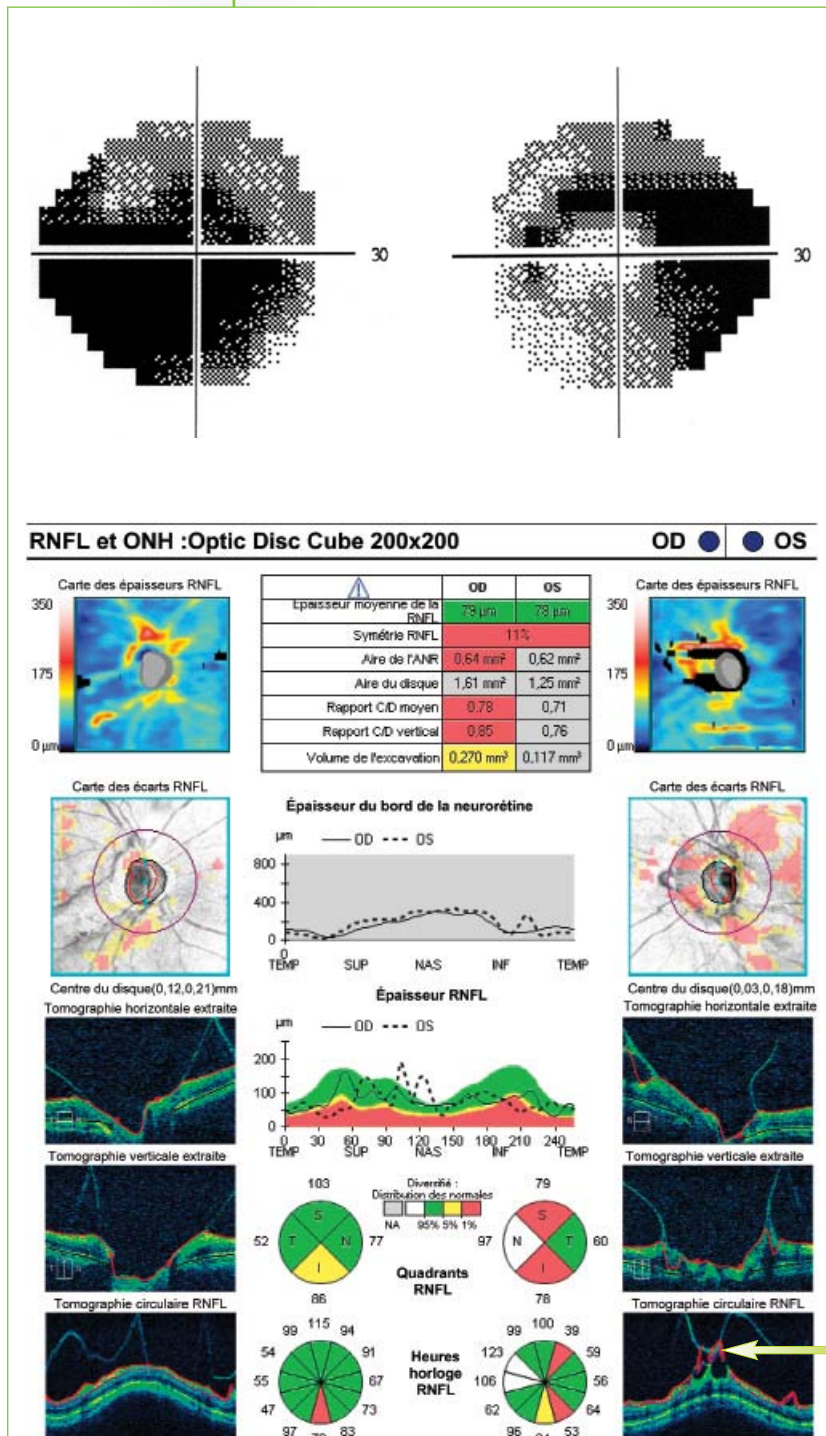 30
30
RNFL et ONH :Optic Disc Cube 200x200 OD OS
Carte des épaisseurs RNFL
350
175
0 µm
OD OS
Epaisseur moyenne de la RNFL 79 µm 78 µm
Symétrie RNFL 11%
Aire de l'ANR 0,64 mm² 0,62 mm²
Aire du disque 1,61 mm² 1,25 mm²
Rapport C/D moyen 0,78 0,71
Rapport C/D vertical 0,85 0,76
Volume de l'excavation 0,270 mm³ 0,117 mm³
Carte des épaisseurs RNFL
350
175
0 µm
Carte des écarts RNFL
Carte des écarts RNFL
Épaisseur du bord de la neurorétine
µm OD OS
800
400
0
TEMP SUP NAS INF TEMP
Centre du disque(0,12,0,21)mm
Centre du disque(0,03,0,18)mm
Tomographie horizontale extraite
Tomographie horizontale extraite
Épaisseur RNFL
µm OD OS
200
100
0
0 30 60 90 120 150 180 210 240
TEMP SUP NAS INF TEMP
Tomographie verticale extraite
Tomographie verticale extraite
103
S
52 T N 77
I
86
Diversifié :
Distribution des normales
NA 95% 5% 1%
79
S
97 N T 60
I
78
Quadrants
RNFL
Tomographie circulaire RNFL
Tomographie circulaire RNFL
115
99 94
54 91
55 67
47 73
97 83
Heures
horloge
RNFL
100
99 39
123 59
106 56
62 64
96 53